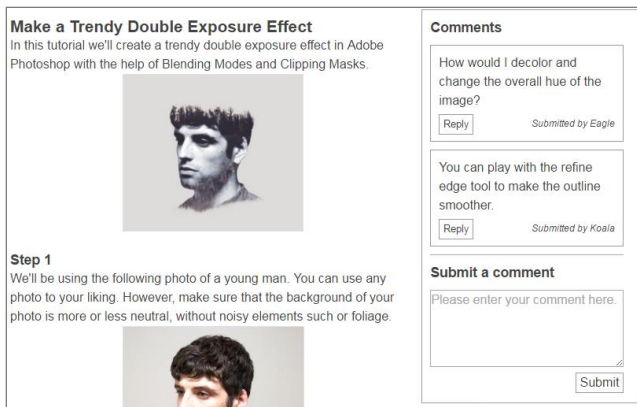 Make a Trendy Double Exposure Effect
In this tutorial we'll create a trendy double exposure effect in Adobe
Photoshop with the help of Blending Modes and Clipping Masks.
Step 1
We'll be using the following photo of a young man. You can use any
photo to your liking. However, make sure that the background of your
photo is more or less neutral, without noisy elements such or foliage.
Comments
How would I decolor and
change the overall hue of the
image?
Reply Submitted by Eagle
You can play with the refine
edge tool to make the outline
smoother.
Reply Submitted by Koala
Submit a comment
Please enter your comment here.
Submit